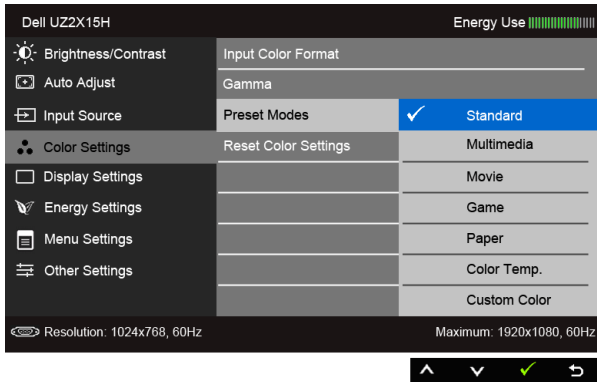 Dell UZ2X15H Energy Use
Brightness/Contrast Input Color Format
Auto Adjust Gamma
Input Source Preset Modes Standard
Color Settings Reset Color Settings Multimedia
Display Settings Movie
Energy Settings Game
Menu Settings Paper
Other Settings Color Temp.
Custom Color
Resolution: 1024x768, 60Hz Maximum: 1920x1080, 60Hz